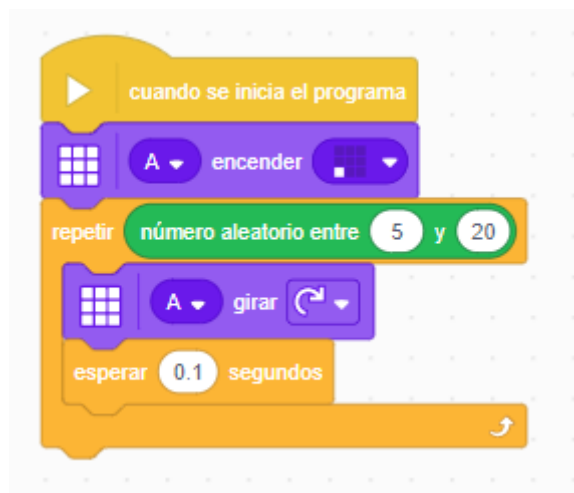 cuando se inicia el programa
A encender
repetir número aleatorio entre 5 y 20
A girar
esperar 0.1 segundos